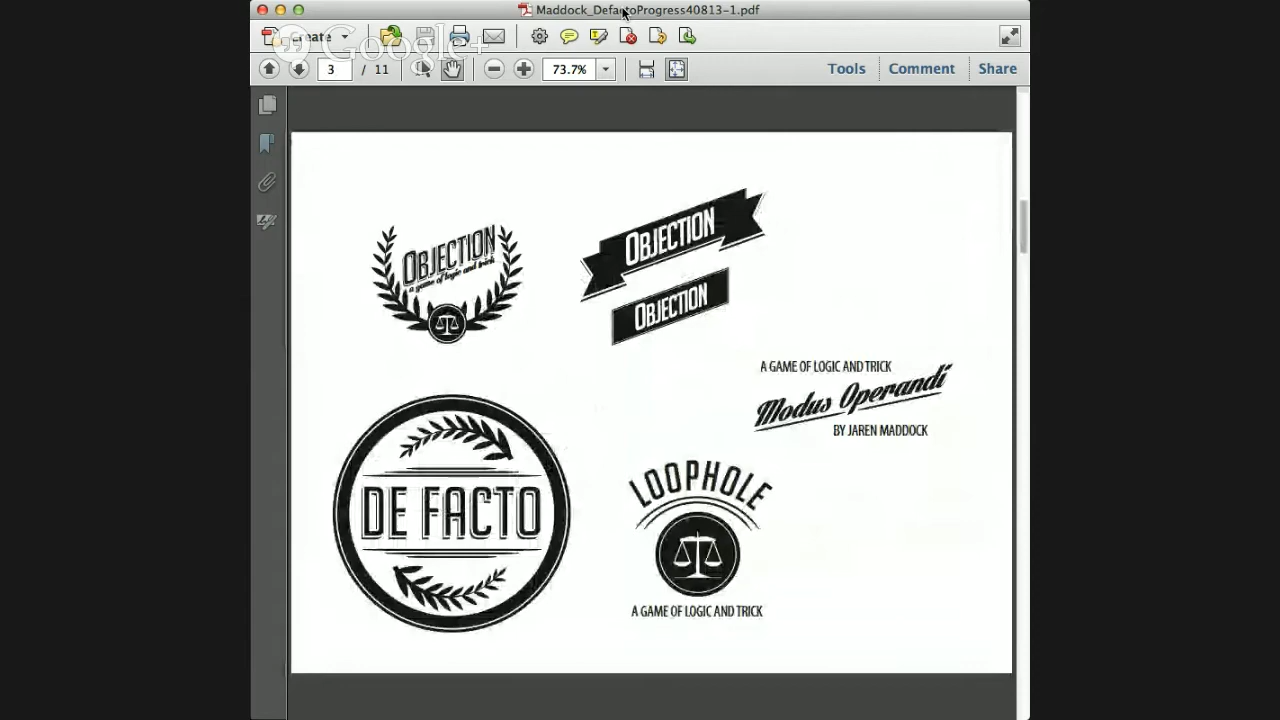 Maddock_DefactoProgress40813-1.pdf
Create
Google+
3 / 11
73.7%
Tools
Comment
Share
OBJECTION
a game of logic and trick
OBJECTION
OBJECTION
A GAME OF LOGIC AND TRICK
Modus Operandi
BY JAREN MADDOCK
DE FACTO
LOOPHOLE
A GAME OF LOGIC AND TRICK